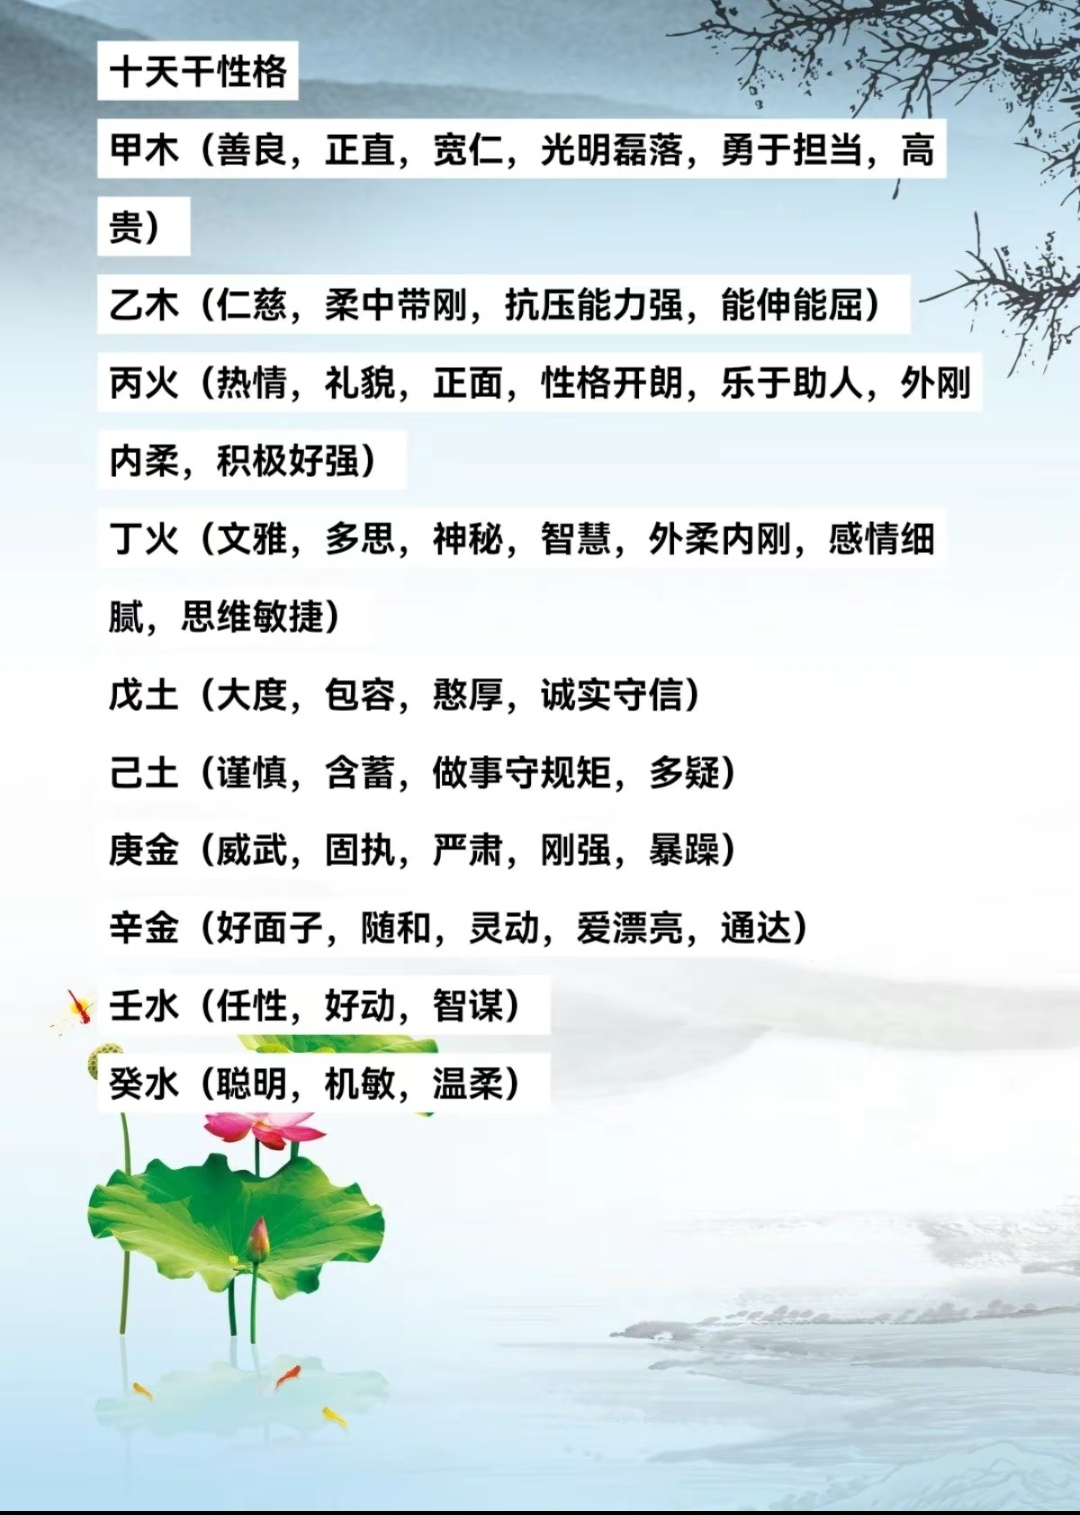 十天干性格
甲木（善良，正直，宽仁，光明磊落，勇于担当，高
贵）
乙木（仁慈，柔中带刚，抗压能力强，能伸能屈）
丙火（热情，礼貌，正面，性格开朗，乐于助人，外刚
内柔，积极好强）
丁火（文雅，多思，神秘，智慧，外柔内刚，感情细
腻，思维敏捷）
戊土（大度，包容，憨厚，诚实守信）
己土（谨慎，含蓄，做事守规矩，多疑）
庚金（威武，固执，严肃，刚强，暴躁）
辛金（好面子，随和，灵动，爱漂亮，通达）
壬水（任性，好动，智谋）
癸水（聪明，机敏，温柔）